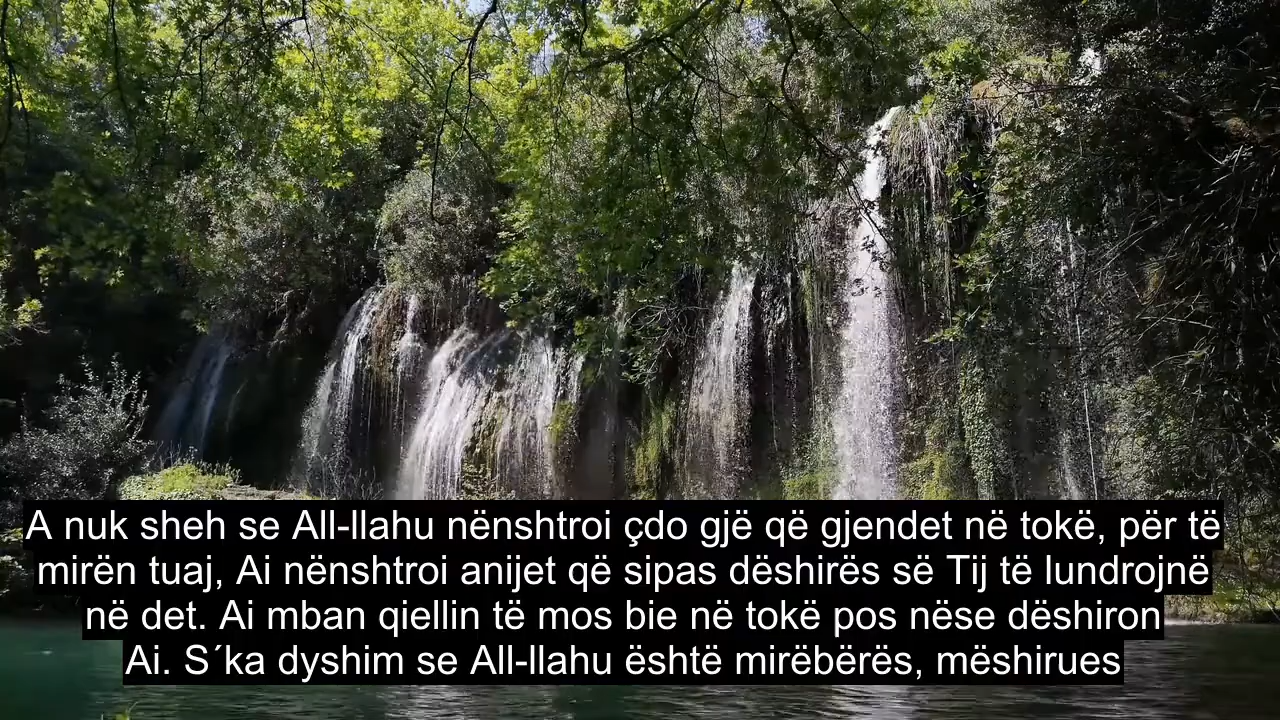 A nuk sheh se All-llahu nënshtroi çdo gjë që gjendet në tokë, për të
mirën tuaj, Ai nënshtroi anijet që sipas dëshirës së Tij të lundrojnë
në det. Ai mban qiellin të mos bie në tokë pos nëse dëshiron
Ai. S´ka dyshim se All-llahu është mirëbërës, mëshirues